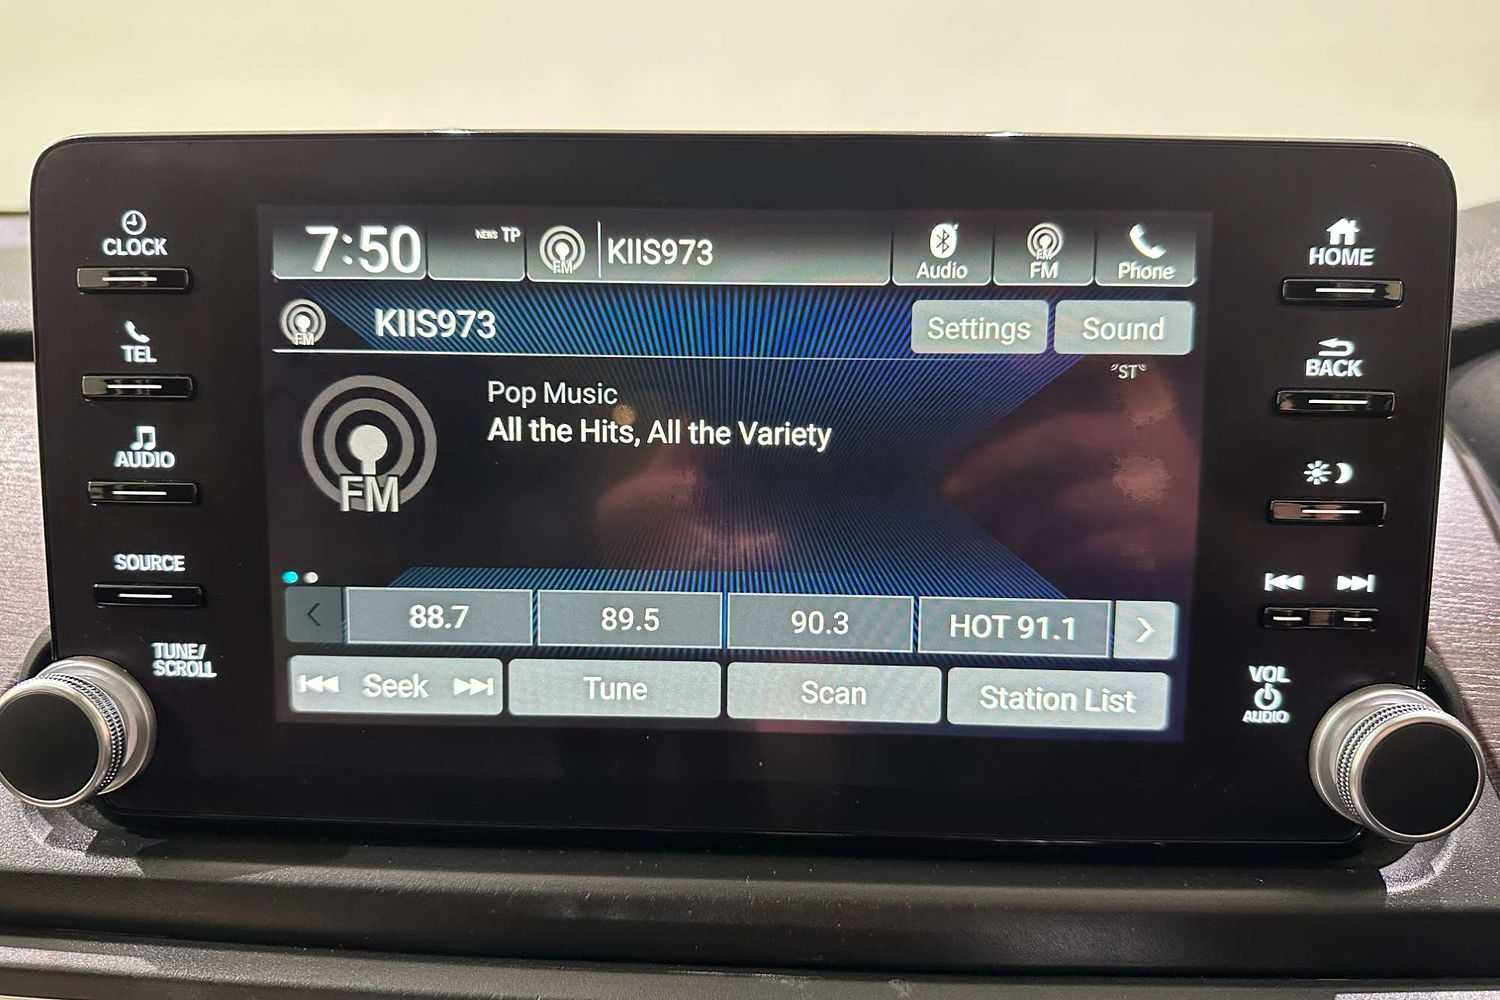 CLOCK
TEL
AUDIO
SOURCE
TUNE/
SCROLL
7:50
NEWS TP
FM
KIIS973
Audio
FM
Phone
FM
KIIS973
Settings
Sound
ST
FM
Pop Music
All the Hits, All the Variety
88.7
89.5
90.3
HOT 91.1
Seek
Tune
Scan
Station List
HOME
BACK
VOL
AUDIO